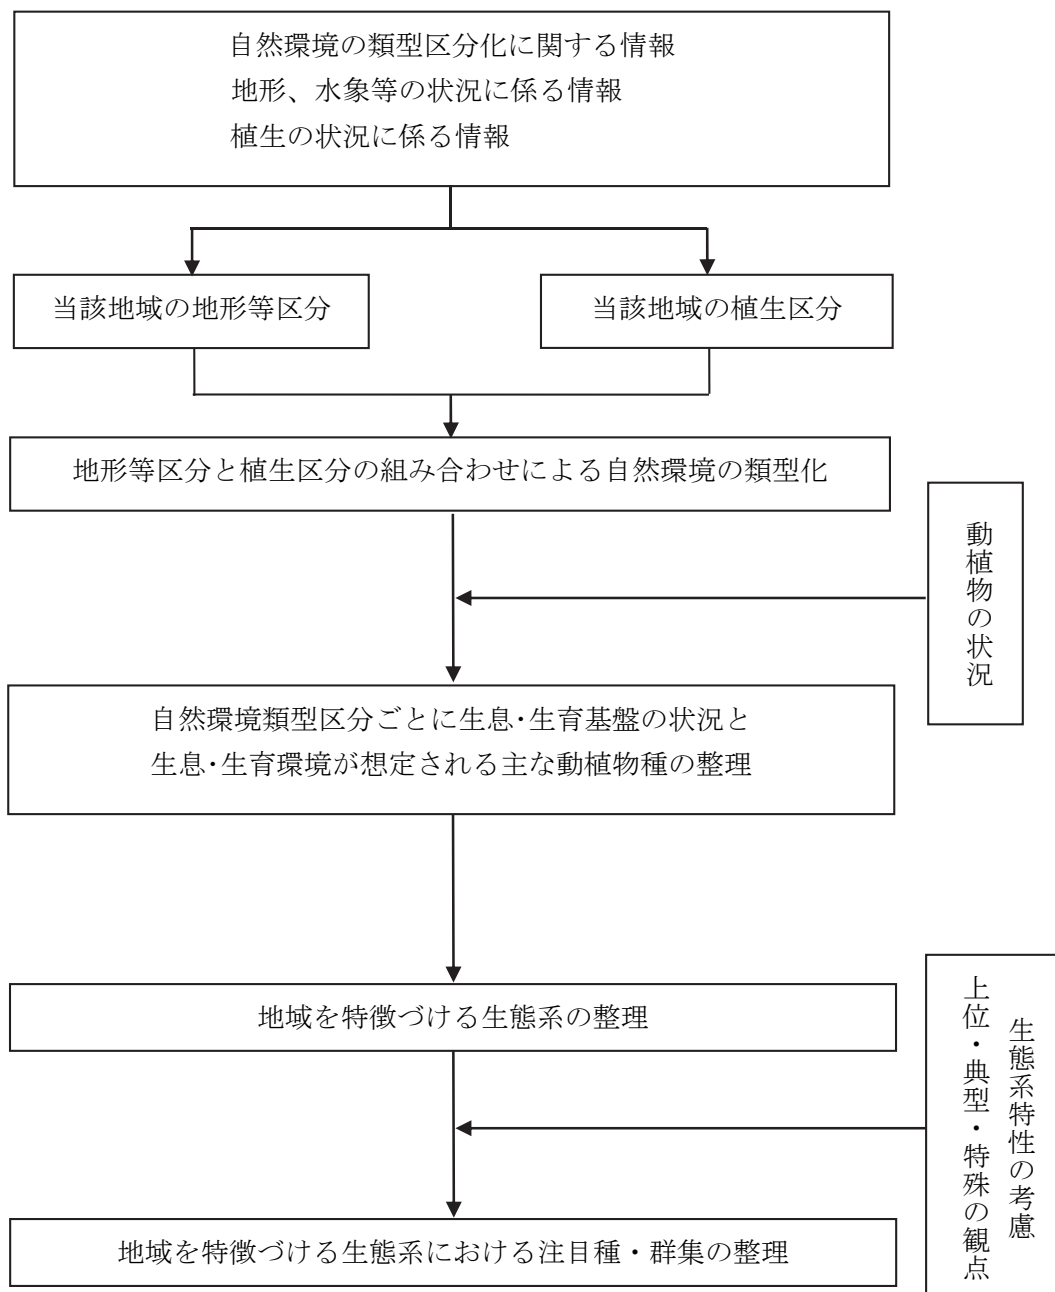 自然環境の類型区分化に関する情報
地形、水象等の状況に係る情報
植生の状況に係る情報
当該地域の地形等区分
当該地域の植生区分
地形等区分と植生区分の組み合わせによる自然環境の類型化
動植物の状況
自然環境類型区分ごとに生息･生育基盤の状況と
生息･生育環境が想定される主な動植物種の整理
地域を特徴づける生態系の整理
生態系特性の考慮
上位・典型・特殊の観点
地域を特徴づける生態系における注目種・群集の整理